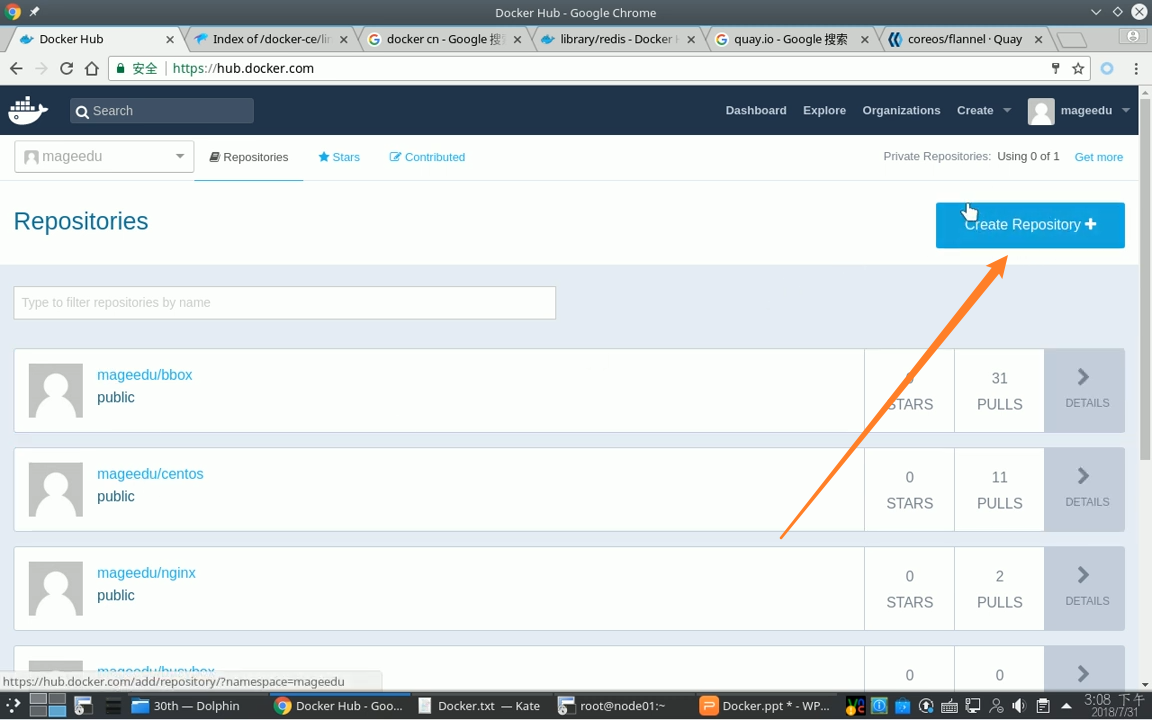 Docker Hub - Google Chrome
Docker Hub
Index of /docker-ce/lin
docker cn - Google 搜
library/redis - Docker
quay.io - Google 搜索
coreos/flannel · Quay
安全
https://hub.docker.com
Search
Dashboard
Explore
Organizations
Create
mageedu
mageedu
Repositories
Stars
Contributed
Private Repositories: Using 0 of 1
Get more
Repositories
Create Repository
Type to filter repositories by name
mageedu/bbox
public
0
STARS
31
PULLS
DETAILS
mageedu/centos
public
0
STARS
11
PULLS
DETAILS
mageedu/nginx
public
0
STARS
2
PULLS
DETAILS
mageedu/busybox
0
0
https://hub.docker.com/add/repository/?namespace=mageedu
30th — Dolphin
Docker Hub - Goo...
Docker.txt — Kate
root@node01:~
Docker.ppt * - WP...
3:08 下午
2018/7/31